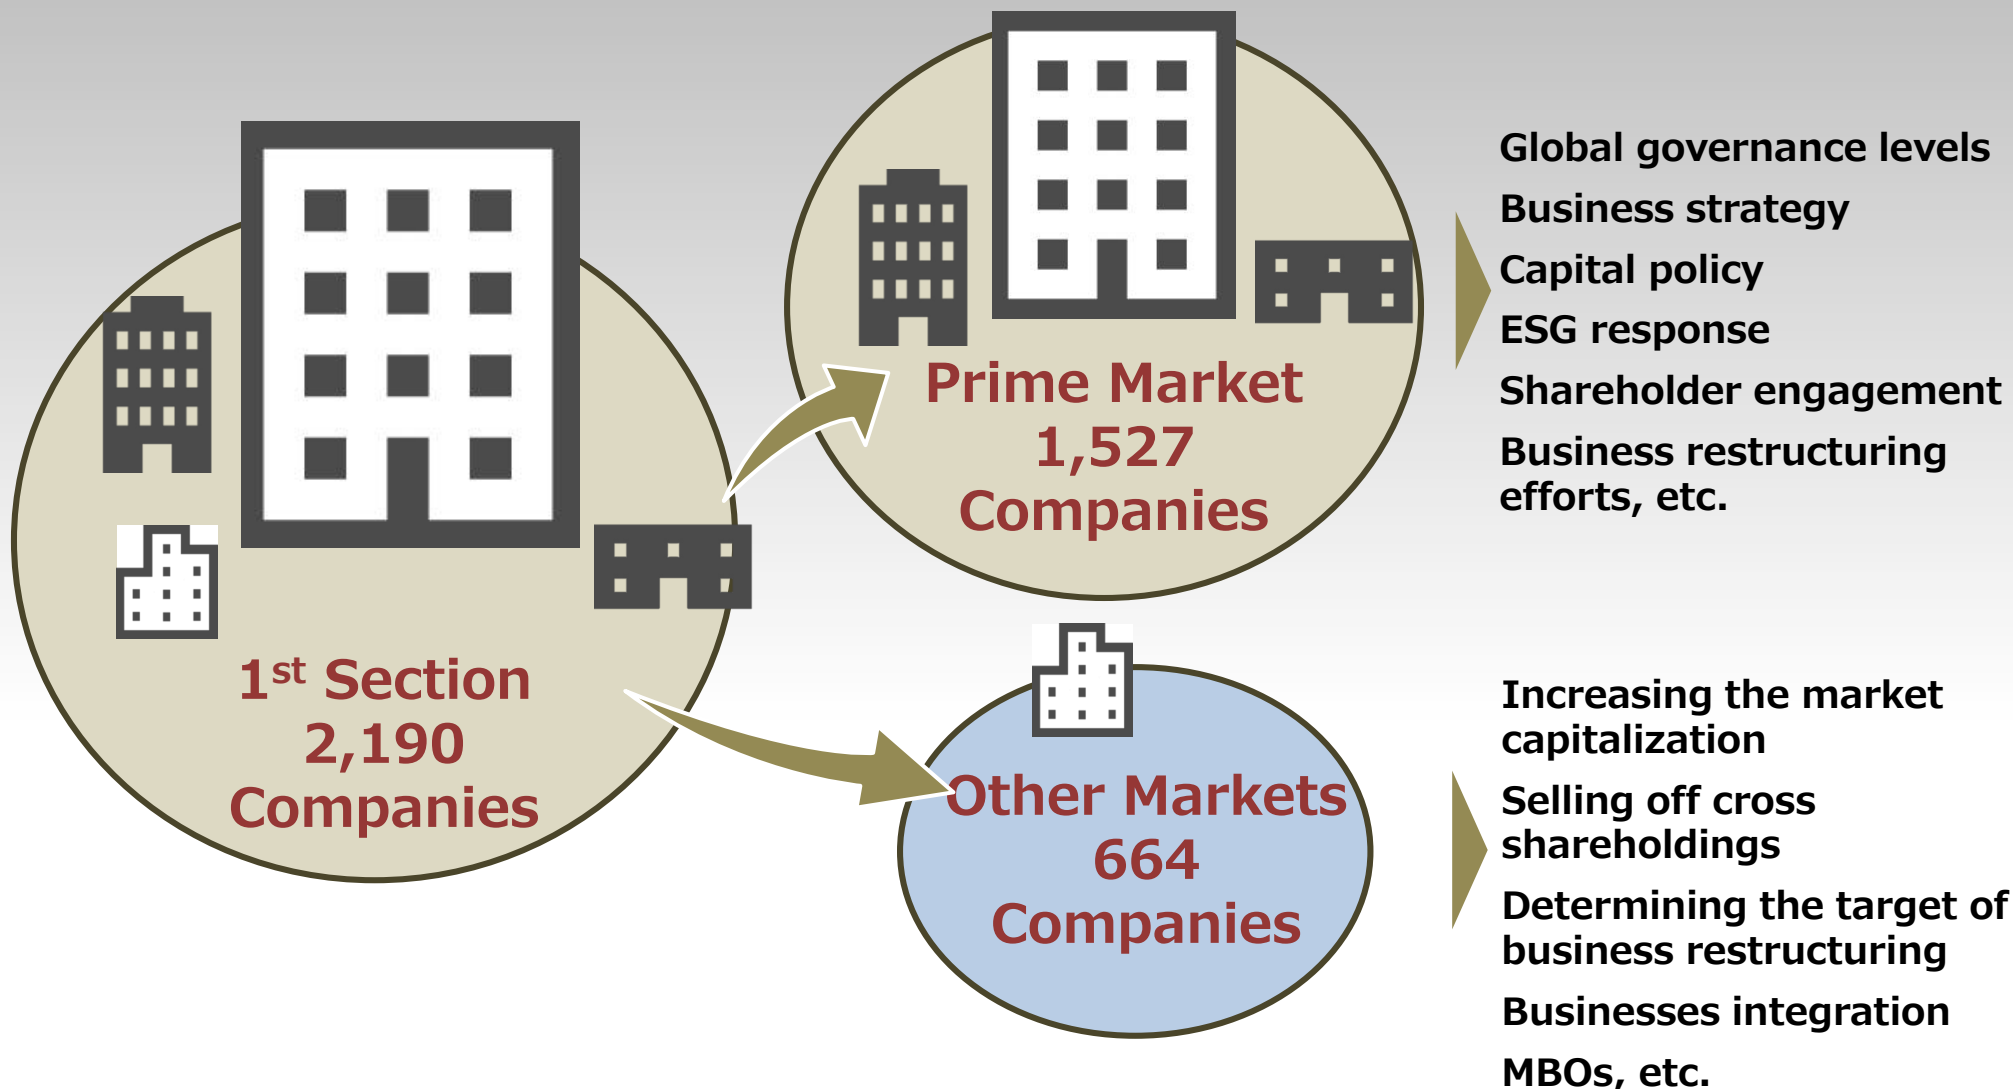 1st Section
2,190
Companies
Prime Market
1,527
Companies
Global governance levels
Business strategy
Capital policy
ESG response
Shareholder engagement
Business restructuring
efforts, etc.
Other Markets
664
Companies
Increasing the market
capitalization
Selling off cross
shareholdings
Determining the target of
business restructuring
Businesses integration
MBOs, etc.